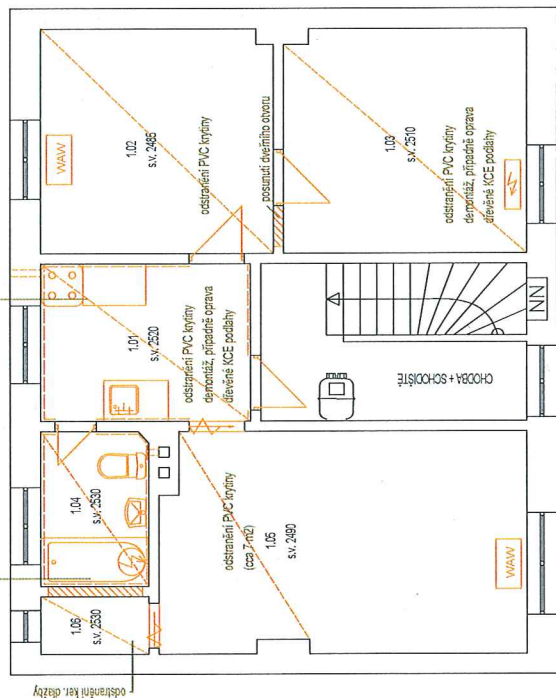 WAW
1.02
s.v. 2485
odstranění PVC krytiny
posunutí dveřního otvoru
1.03
s.v. 2510
odstranění PVC krytiny
demontáž, případně oprava
dřevěné KCE podlahy
1.01
s.v. 2520
odstranění PVC krytiny
demontáž, případně oprava
dřevěné KCE podlahy
CHODBA + SCHODIŠTĚ
NN
1.04
s.v. 2530
odstranění PVC krytiny
(cca 7 m2)
1.05
s.v. 2490
WAW
1.06
s.v. 2530
odstranění ker. dlažby